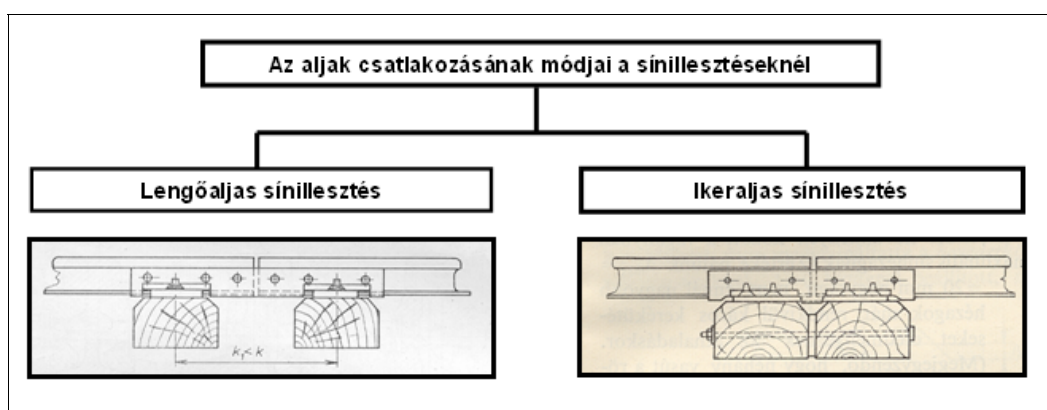 Az aljak csatlakozásának módjai a sínillesztéseknél
Lengőaljas sínillesztés
Ikeraljas sínillesztés
k₁<k